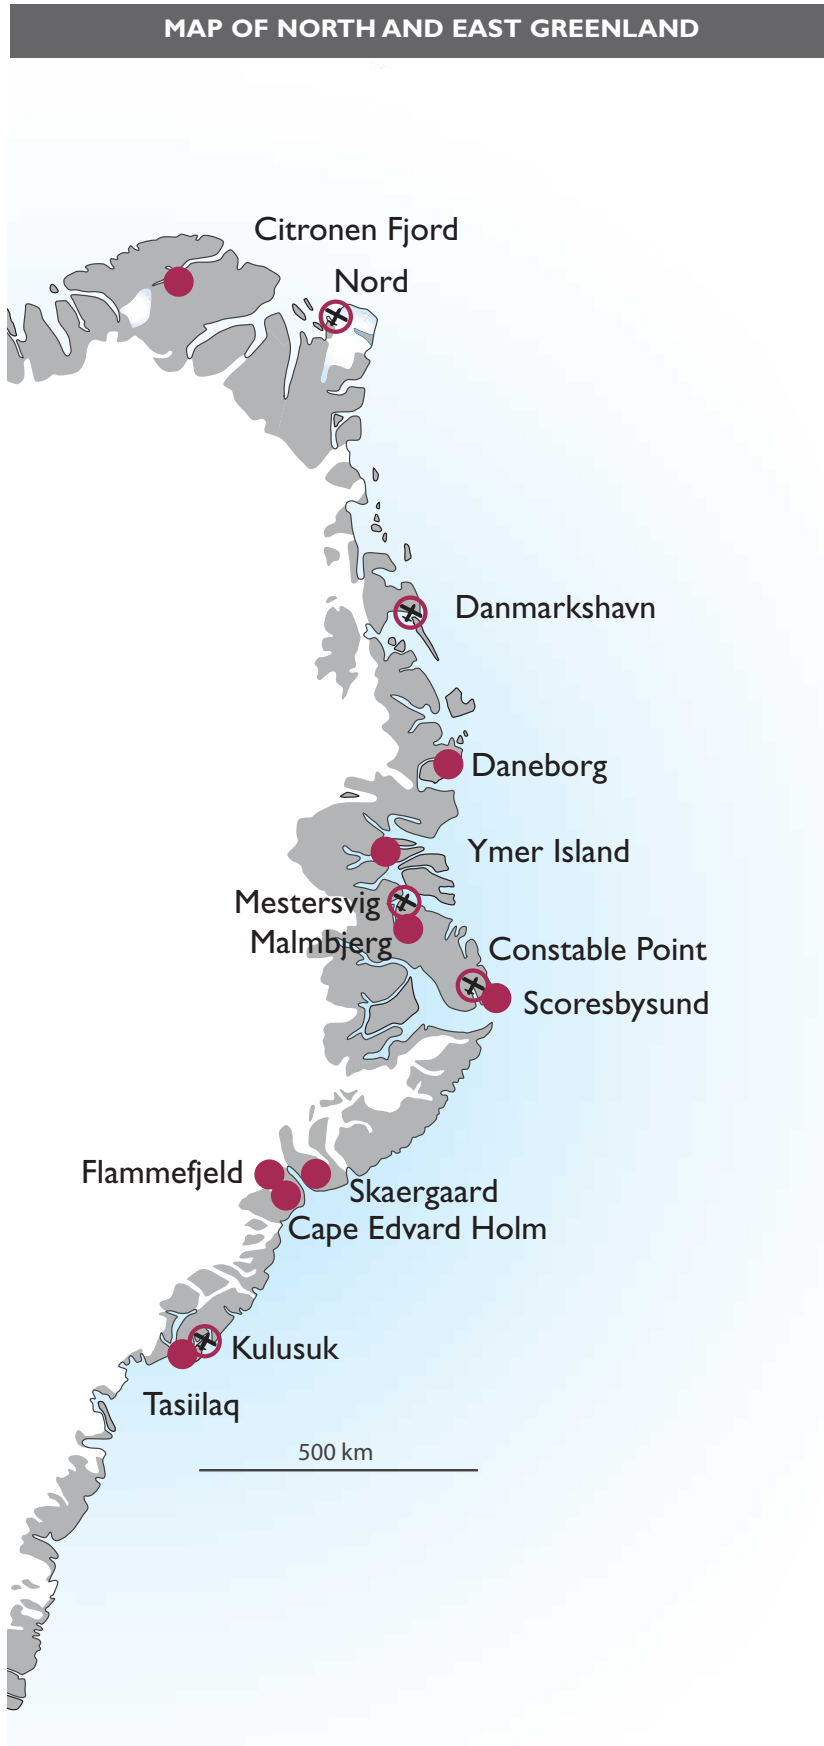 MAP OF NORTH AND EAST GREENLAND
Citronen Fjord
Nord
Danmarkshavn
Daneborg
Ymer Island
Mestersvig
Malmbjerg
Constable Point
Scoresbysund
Flammefjeld
Skaergaard
Cape Edvard Holm
Kulusuk
Tasiilaq
500 km